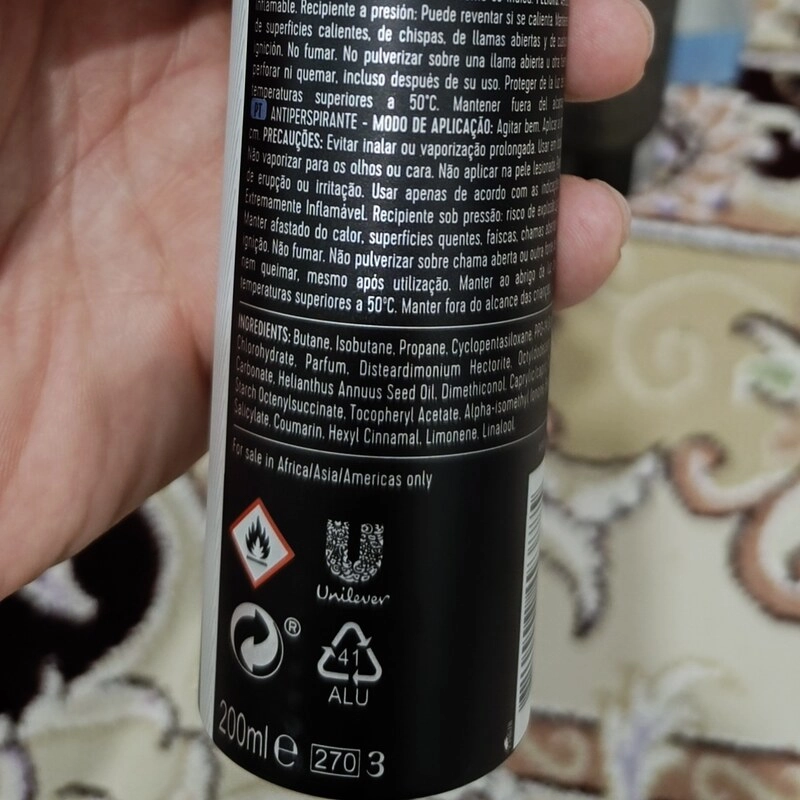 Inflamable. Recipiente a presión: Puede reventar si se calienta.
de superficies calientes, de chispas, de llamas abiertas y de
ignición. No fumar. No pulverizar sobre una llama abierta u
perforar ni quemar, incluso después de su uso. Proteger de la
temperaturas superiores a 50°C. Mantener fuera del
PT ANTIPERSPIRANTE - MODO DE APLICAÇÃO: Agitar bem. Aplicar
cm. PRECAUÇÕES: Evitar inalar ou vaporização prolongada. Usar em
Não vaporizar para os olhos ou cara. Não aplicar na pele
de erupção ou irritação. Usar apenas de acordo com as
Extremamente Inflamável. Recipiente sob pressão: risco de
Manter afastado do calor, superfícies quentes, faíscas, chamas
ignição. Não fumar. Não pulverizar sobre chama aberta ou outra
nem queimar, mesmo após utilização. Manter ao abrigo da
temperaturas superiores a 50°C. Manter fora do alcance das
INGREDIENTS: Butane, Isobutane, Propane, Cyclopentasiloxane,
Chlorohydrate, Parfum, Disteardimonium Hectorite,
Carbonate, Helianthus Annuus Seed Oil, Dimethiconol,
Starch Octenylsuccinate, Tocopheryl Acetate, Alpha-isomethyl
Salicylate, Coumarin, Hexyl Cinnamal, Limonene, Linalool.
For sale in Africa/Asia/Americas only
Unilever
®
41
ALU
200ml e 270 3